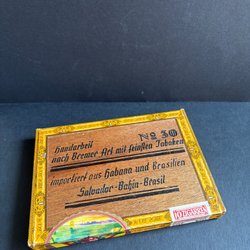 No 30
Handarbeit
nach Bremer Art mit feinsten Tabaken
importiert aus Habana und Brasilien
Salvador-Bahia-Brasil